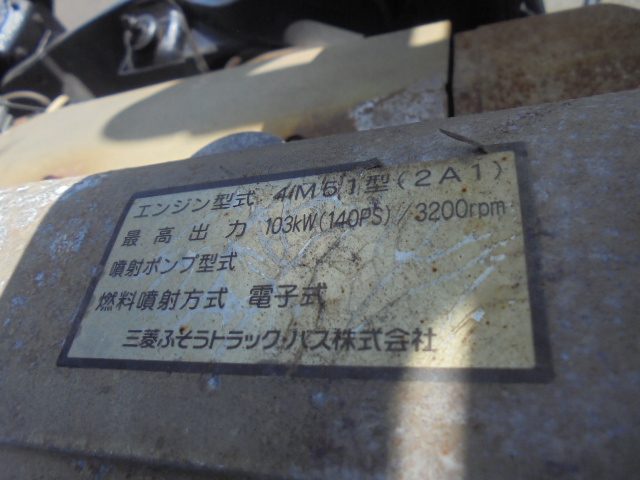 エンジン型式 4M51型(2A1)
最高出力 103kW(140PS)/3200rpm
噴射ポンプ型式
燃料噴射方式 電子式
三菱ふそうトラック・バス株式会社